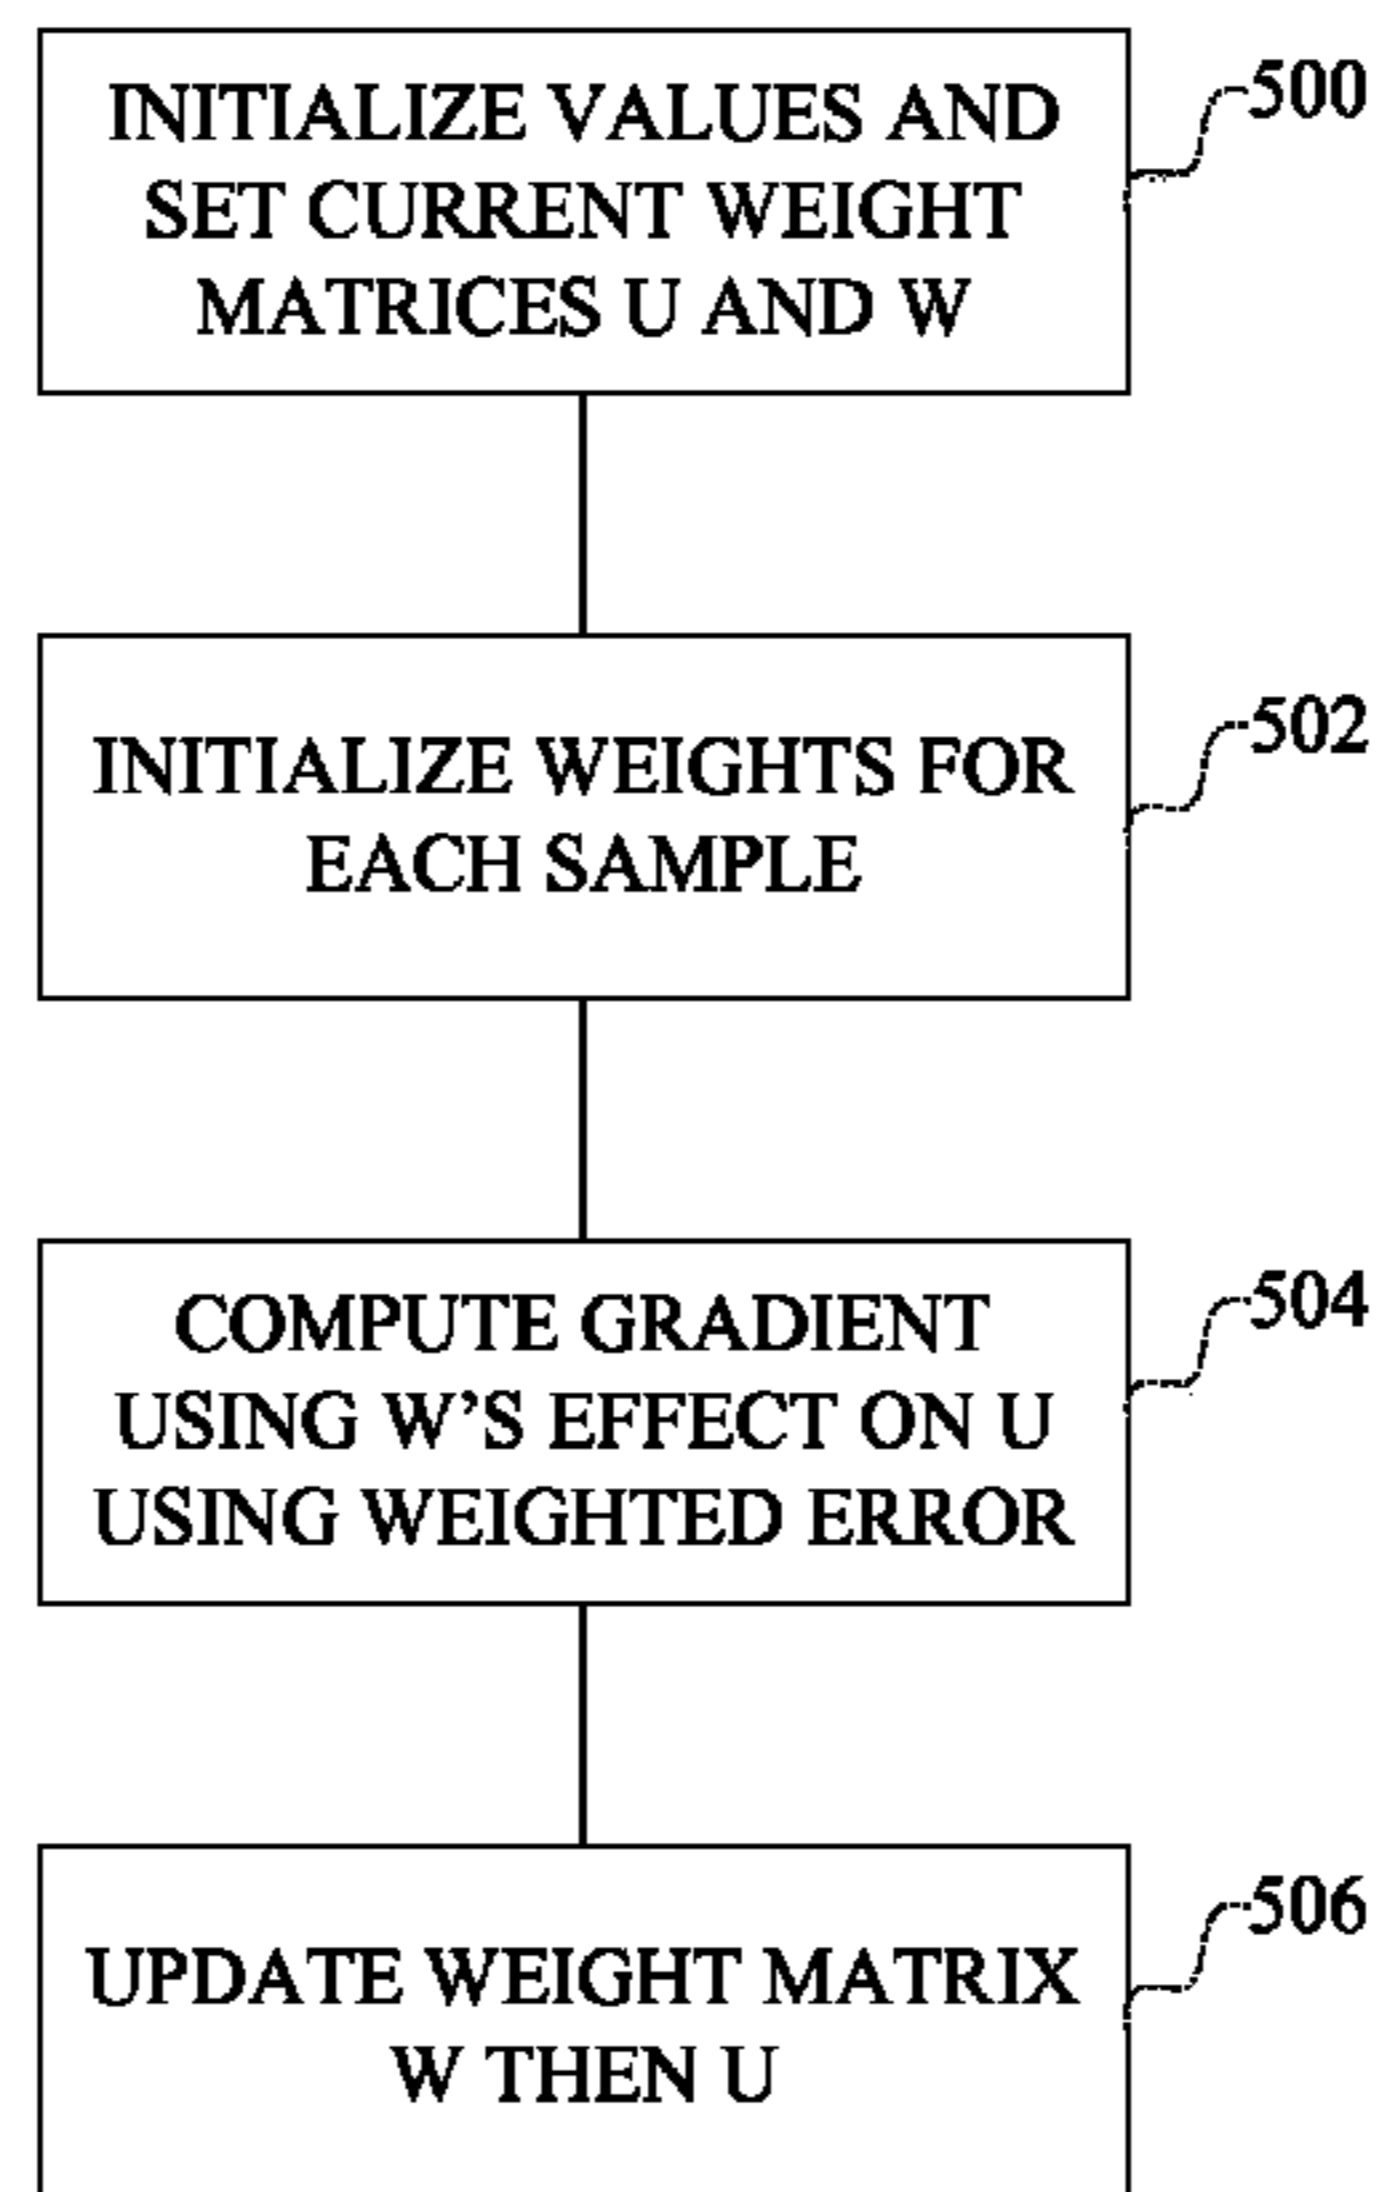 INITIALIZE VALUES AND
SET CURRENT WEIGHT
MATRICES U AND W
500
INITIALIZE WEIGHTS FOR
EACH SAMPLE
502
COMPUTE GRADIENT
USING W’S EFFECT ON U
USING WEIGHTED ERROR
504
UPDATE WEIGHT MATRIX
W THEN U
506